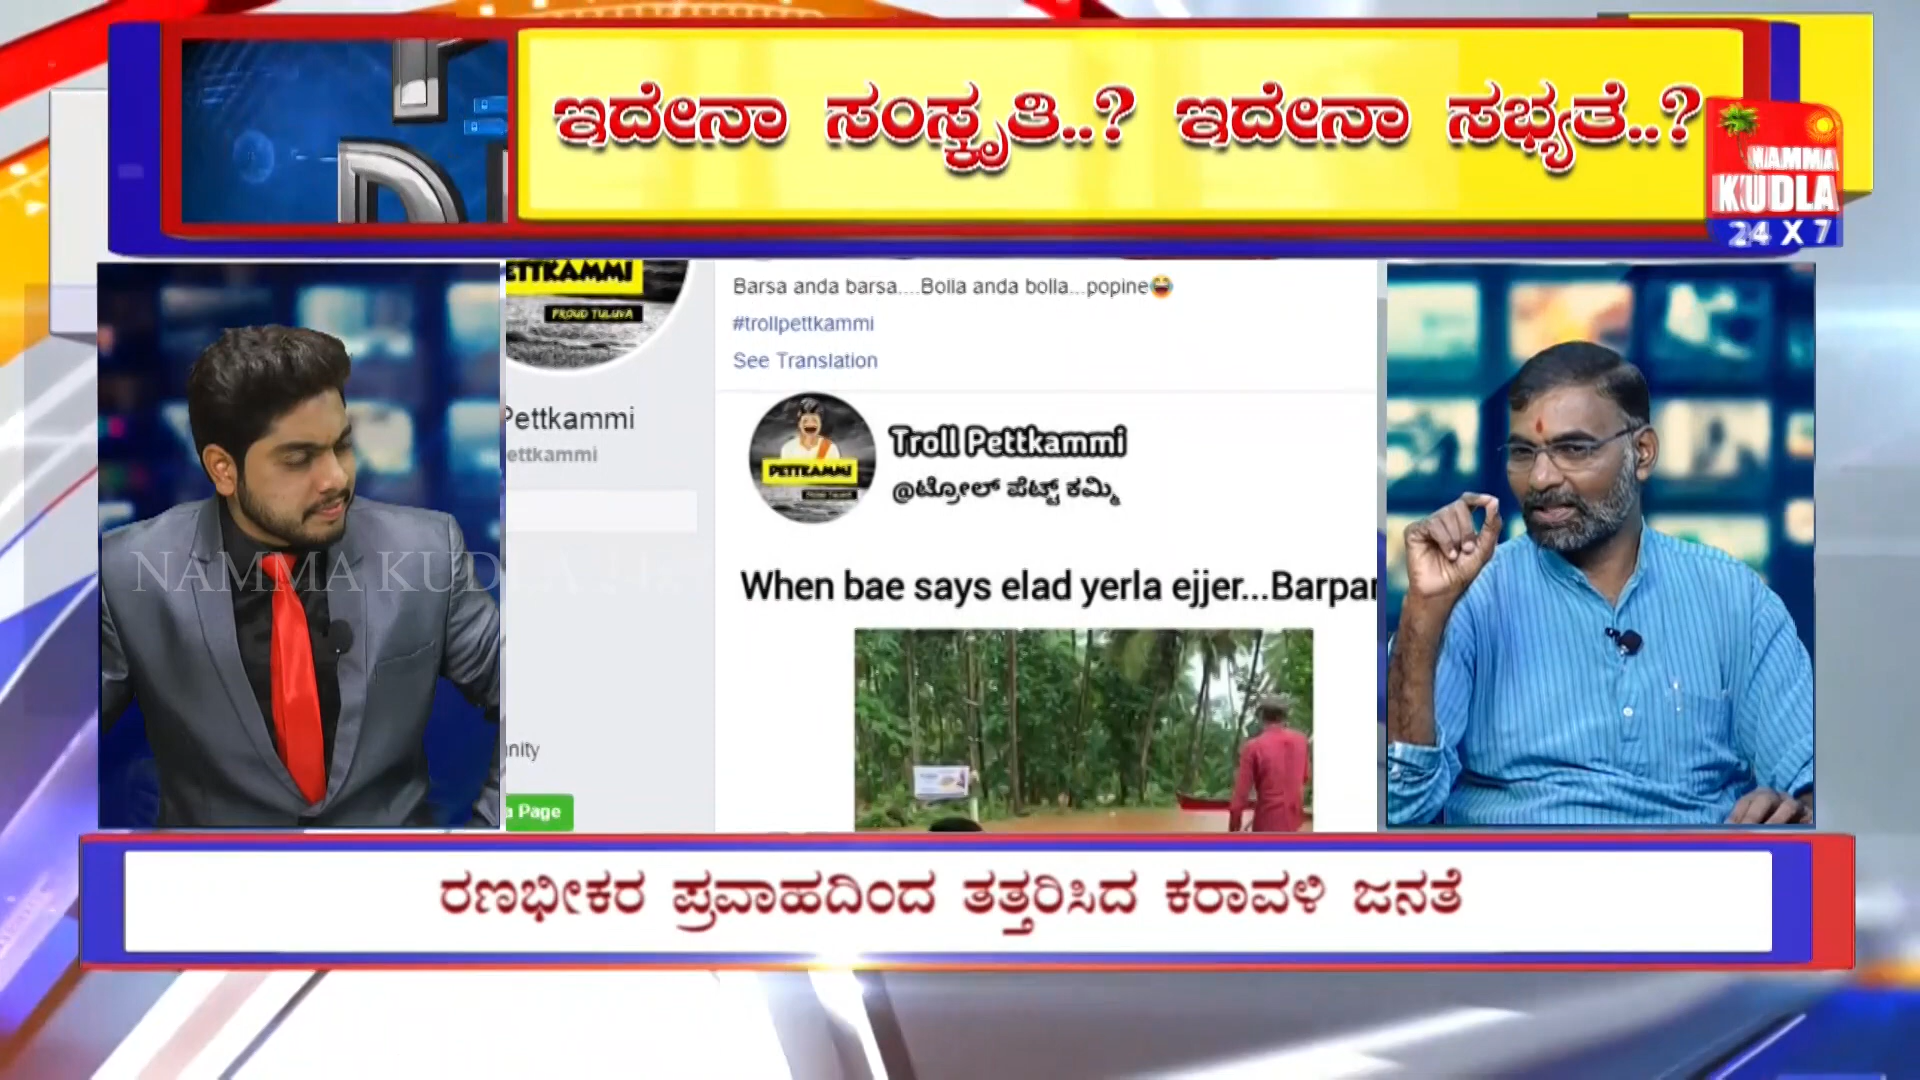 ಇದೇನಾ ಸಂಸ್ಕೃತಿ..? ಇದೇನಾ ಸಭ್ಯತೆ..?
NAMMA
KUDLA
24 X 7
ETTKAMMI
PROUD TULUVA
Barsa anda barsa....Bolla anda bolla...popine😆
#trollpettkammi
See Translation
Pettkammi
ettkammi
PETTKAMMI
Troll Pettkammi
@ಟ್ರೋಲ್ ಪೆಟ್ಟ್ ಕಮ್ಮಿ
NAMMA KUDLA
When bae says elad yerla ejjer...Barpar
nity
a Page
ರಣಭೀಕರ ಪ್ರವಾಹದಿಂದ ತತ್ತರಿಸಿದ ಕರಾವಳಿ ಜನತೆ